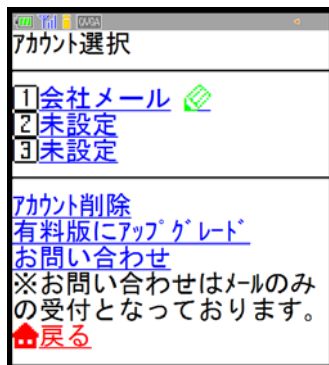 QVGA
ｱｶｳﾝﾄ選択
1会社メール
2未設定
3未設定
ｱｶｳﾝﾄ削除
有料版にｱｯﾌﾟｸﾞﾚｰﾄﾞ
お問い合わせ
※お問い合わせはﾒｰﾙのみ
の受付となっております。
戻る